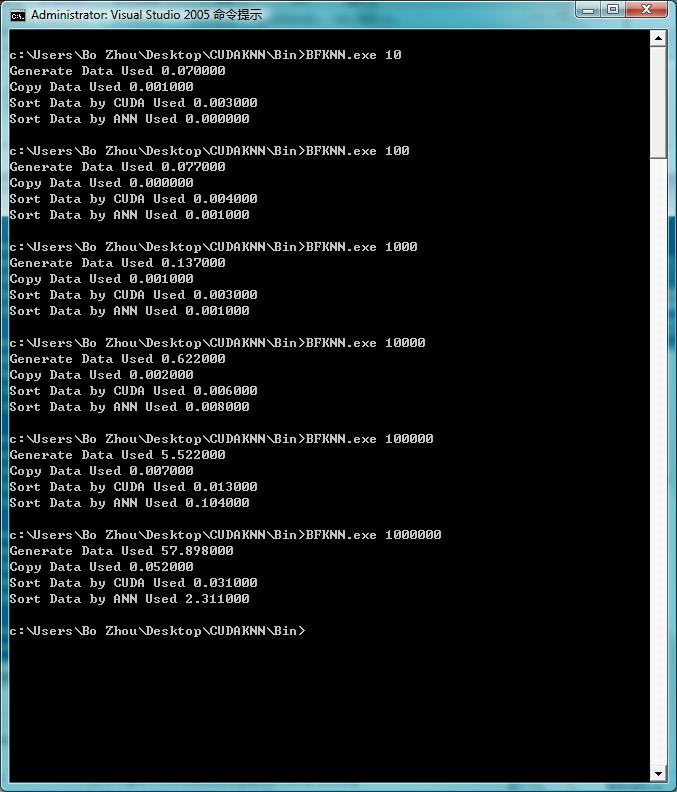 Administrator: Visual Studio 2005 命令提示
c:\Users\Bo Zhou\Desktop\CUDAKNN\Bin>BFKNN.exe 10
Generate Data Used 0.070000
Copy Data Used 0.001000
Sort Data by CUDA Used 0.003000
Sort Data by ANN Used 0.000000
c:\Users\Bo Zhou\Desktop\CUDAKNN\Bin>BFKNN.exe 100
Generate Data Used 0.077000
Copy Data Used 0.000000
Sort Data by CUDA Used 0.004000
Sort Data by ANN Used 0.001000
c:\Users\Bo Zhou\Desktop\CUDAKNN\Bin>BFKNN.exe 1000
Generate Data Used 0.137000
Copy Data Used 0.001000
Sort Data by CUDA Used 0.003000
Sort Data by ANN Used 0.001000
c:\Users\Bo Zhou\Desktop\CUDAKNN\Bin>BFKNN.exe 10000
Generate Data Used 0.622000
Copy Data Used 0.002000
Sort Data by CUDA Used 0.006000
Sort Data by ANN Used 0.008000
c:\Users\Bo Zhou\Desktop\CUDAKNN\Bin>BFKNN.exe 100000
Generate Data Used 5.522000
Copy Data Used 0.007000
Sort Data by CUDA Used 0.013000
Sort Data by ANN Used 0.104000
c:\Users\Bo Zhou\Desktop\CUDAKNN\Bin>BFKNN.exe 1000000
Generate Data Used 57.898000
Copy Data Used 0.052000
Sort Data by CUDA Used 0.031000
Sort Data by ANN Used 2.311000
c:\Users\Bo Zhou\Desktop\CUDAKNN\Bin>